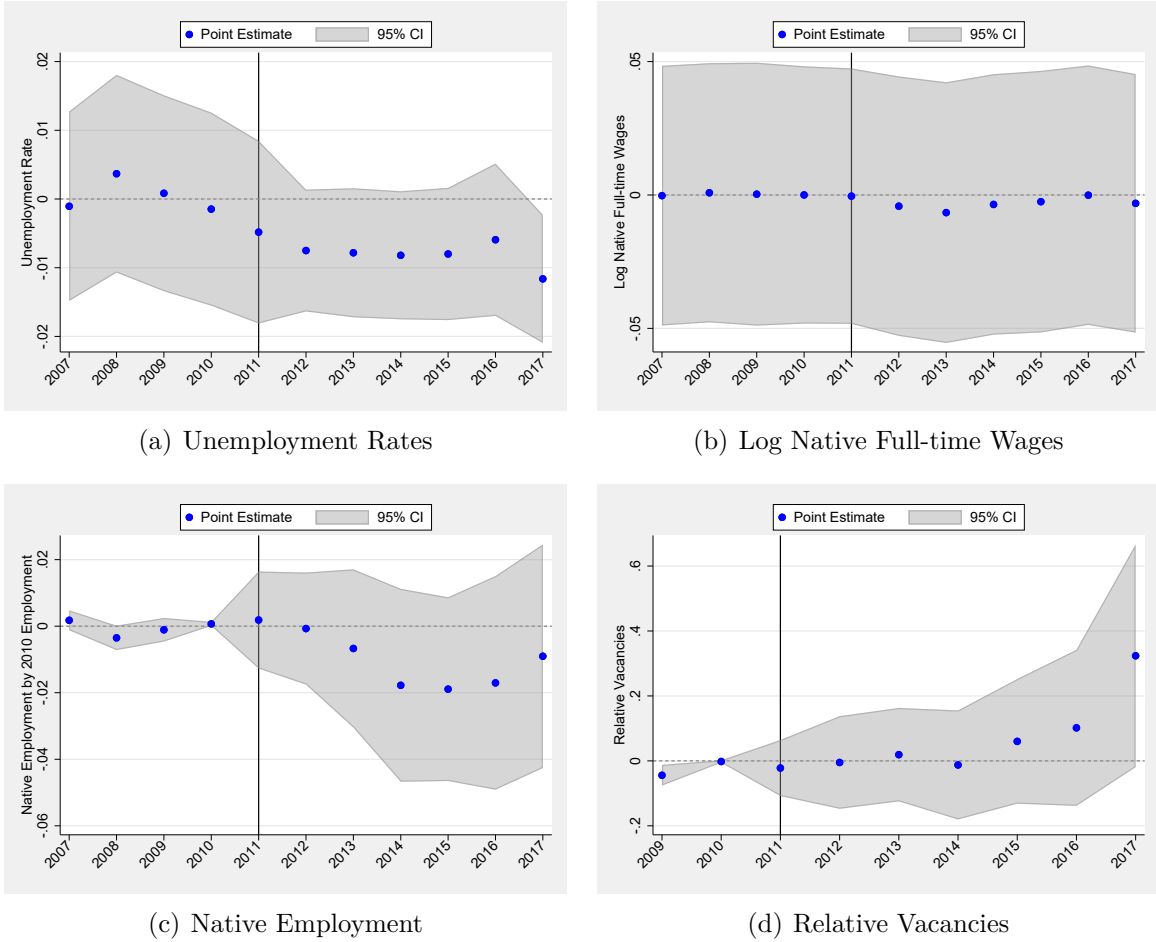 Point Estimate 95% CI
Unemployment Rate
.02
.01
0
-.01
-.02
2007 2008 2009 2010 2011 2012 2013 2014 2015 2016 2017
(a) Unemployment Rates
Point Estimate 95% CI
Log Native Full-time Wages
.05
0
-.05
2007 2008 2009 2010 2011 2012 2013 2014 2015 2016 2017
(b) Log Native Full-time Wages
Point Estimate 95% CI
Native Employment by 2010 Employment
.02
0
-.02
-.04
-.06
2007 2008 2009 2010 2011 2012 2013 2014 2015 2016 2017
(c) Native Employment
Point Estimate 95% CI
Relative Vacancies
.6
.4
.2
0
-.2
2009 2010 2011 2012 2013 2014 2015 2016 2017
(d) Relative Vacancies